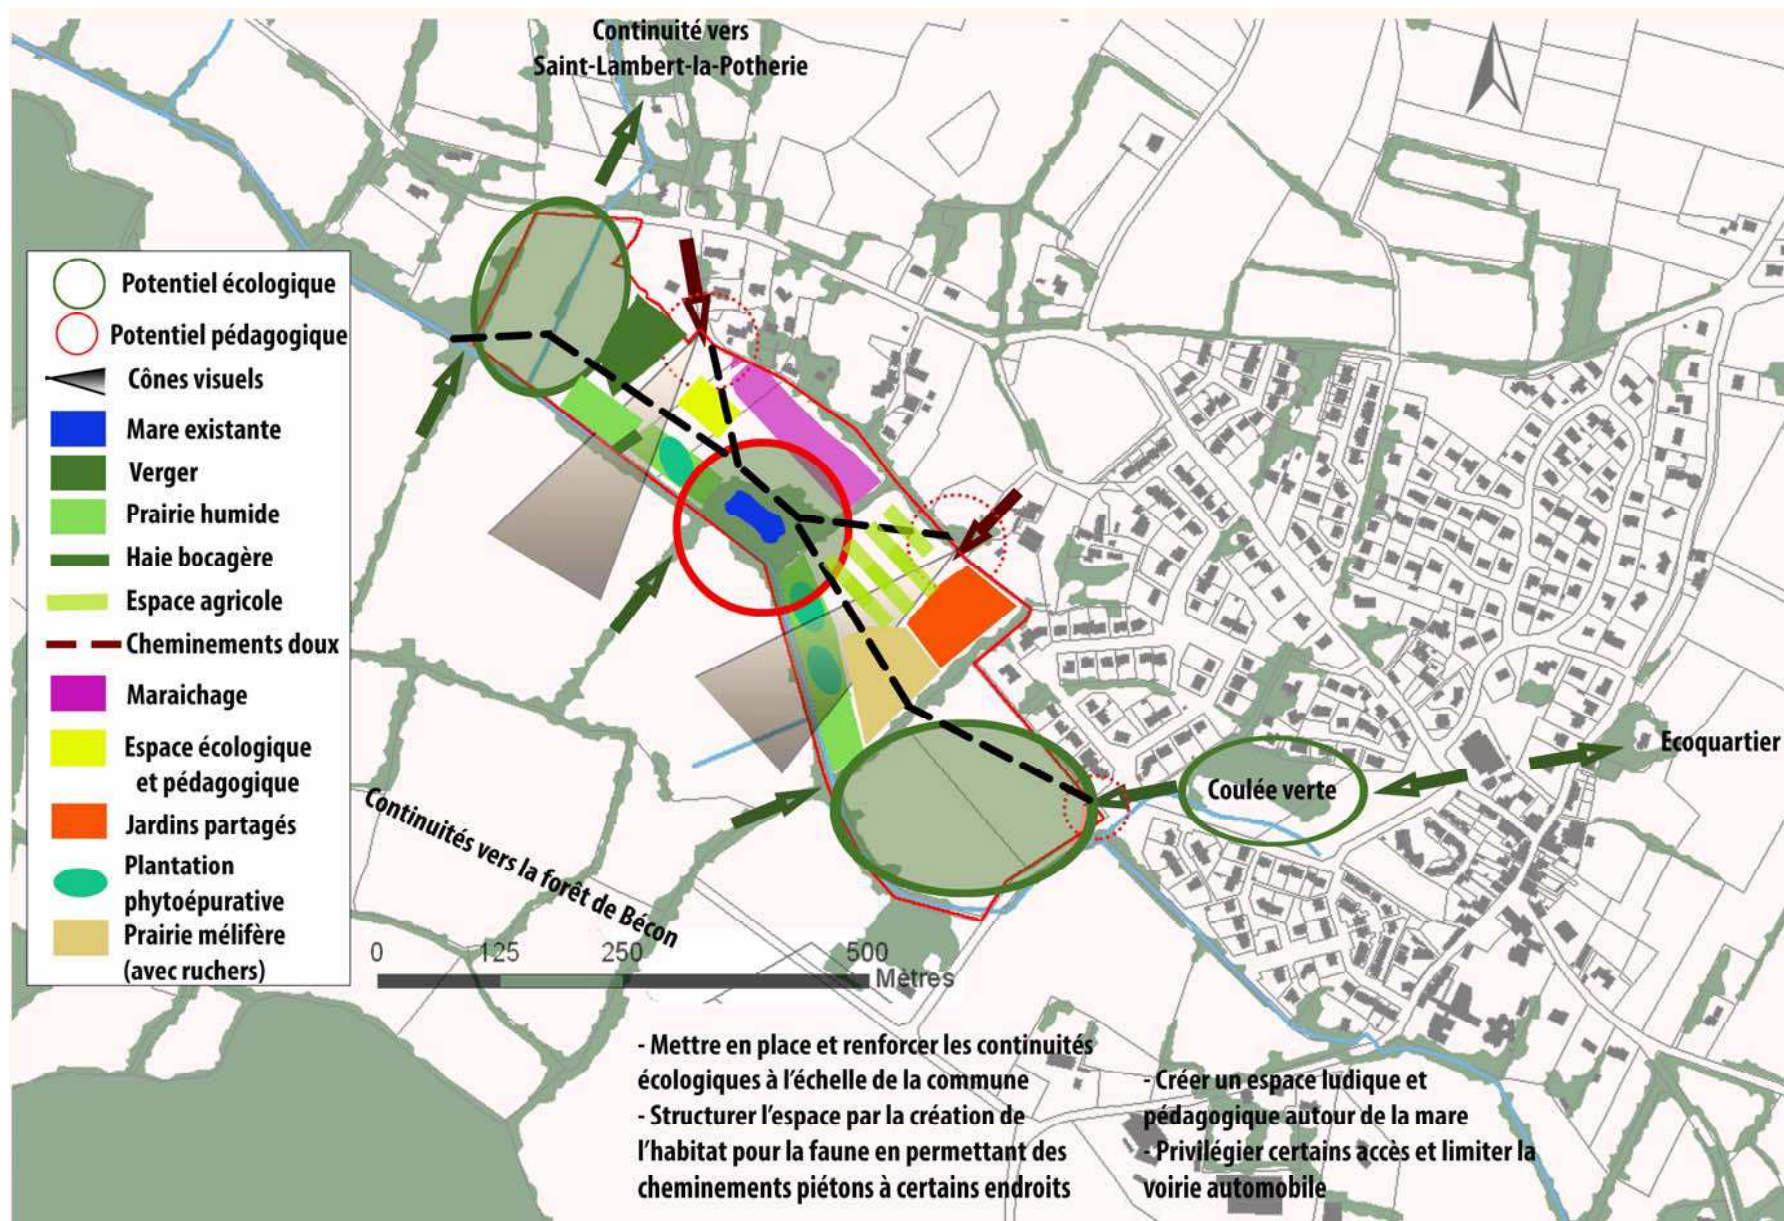 Continuité vers
Saint-Lambert-la-Potherie
Potentiel écologique
Potentiel pédagogique
Cônes visuels
Mare existante
Verger
Prairie humide
Haie bocagère
Espace agricole
Cheminements doux
Maraichage
Espace écologique
et pédagogique
Jardins partagés
Plantation
phytoépurative
Prairie mélifère
(avec ruchers)
Ecoquartier
Coulée verte
Continuités vers la forêt de Bécon
0 125 250 500
Mètres
- Mettre en place et renforcer les continuités
écologiques à l'échelle de la commune
- Structurer l'espace par la création de
l'habitat pour la faune en permettant des
cheminements piétons à certains endroits
- Créer un espace ludique et
pédagogique autour de la mare
- Privilégier certains accès et limiter la
voirie automobile